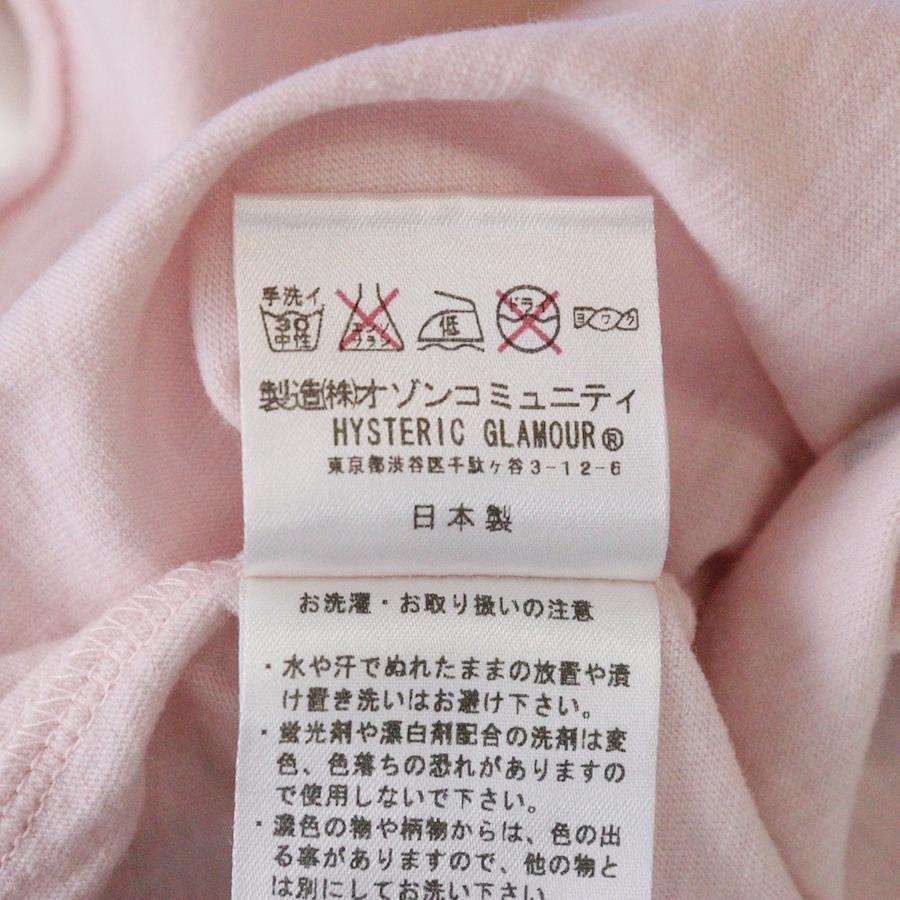 手洗イ
30
中性
エンソ
サラシ
低
ドライ
ヨワク
製造(株)オゾンコミュニティ
HYSTERIC GLAMOUR®
東京都渋谷区千駄ヶ谷3-12-6
日本製
お洗濯・お取り扱いの注意
・水や汗でぬれたままの放置や漬
け置き洗いはお避け下さい。
・蛍光剤や漂白剤配合の洗剤は変
色、色落ちの恐れがありますの
で使用しないで下さい。
・濃色の物や柄物からは、色の出
る事がありますので、他の物と
は別にしてお洗い下さい。